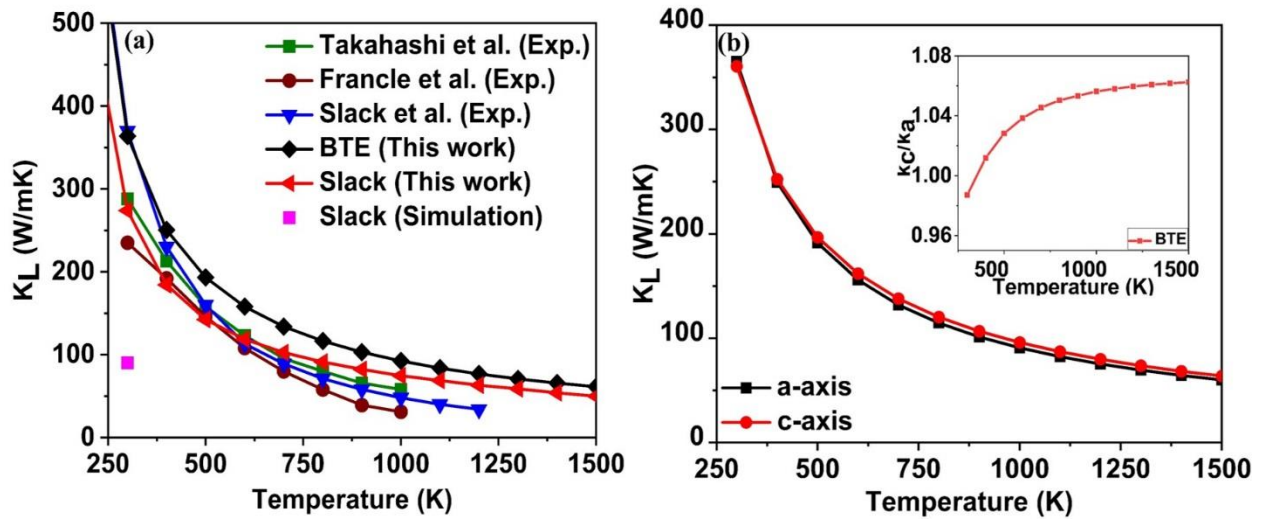 (a)
Takahashi et al. (Exp.)
Francle et al. (Exp.)
Slack et al. (Exp.)
BTE (This work)
Slack (This work)
Slack (Simulation)
500
400
300
200
100
0
K_L (W/mK)
250 500 750 1000 1250 1500
Temperature (K)
(b)
400
300
200
100
0
K_L (W/mK)
a-axis
c-axis
250 500 750 1000 1250 1500
Temperature (K)
1.08
1.04
1.00
0.96
κc/κa
BTE
500 1000 1500
Temperature (K)